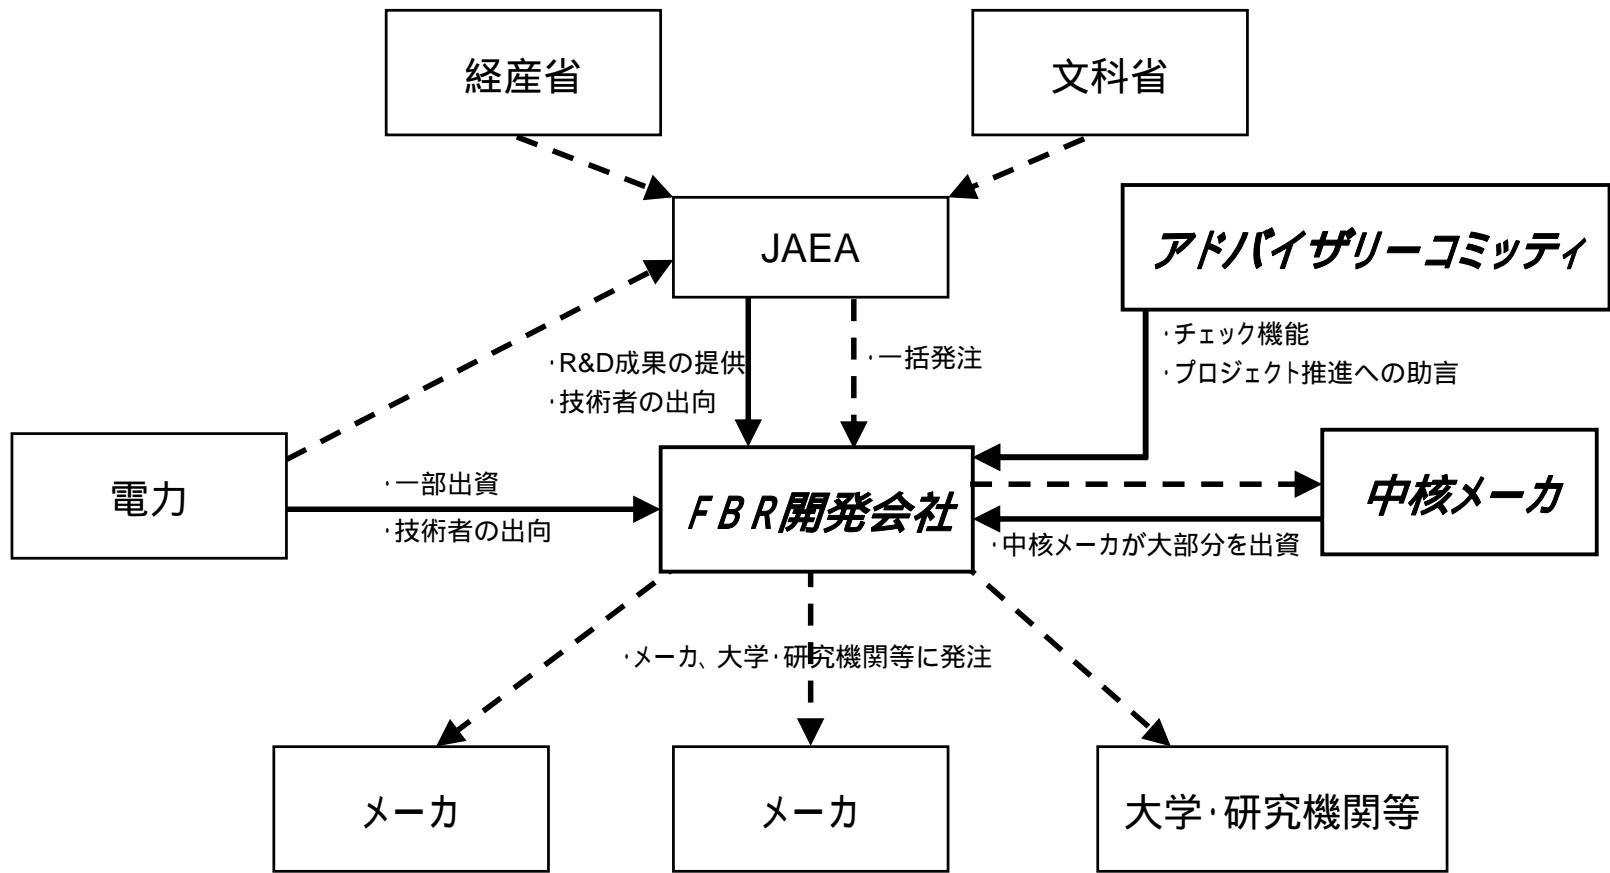 経産省
文科省
JAEA
アドバイザリーコミッティ
・チェック機能
・プロジェクト推進への助言
・R&D成果の提供
・技術者の出向
・一括発注
電力
・一部出資
・技術者の出向
ＦＢＲ開発会社
中核メーカ
・中核メーカが大部分を出資
・メーカ、大学・研究機関等に発注
メーカ
メーカ
大学・研究機関等